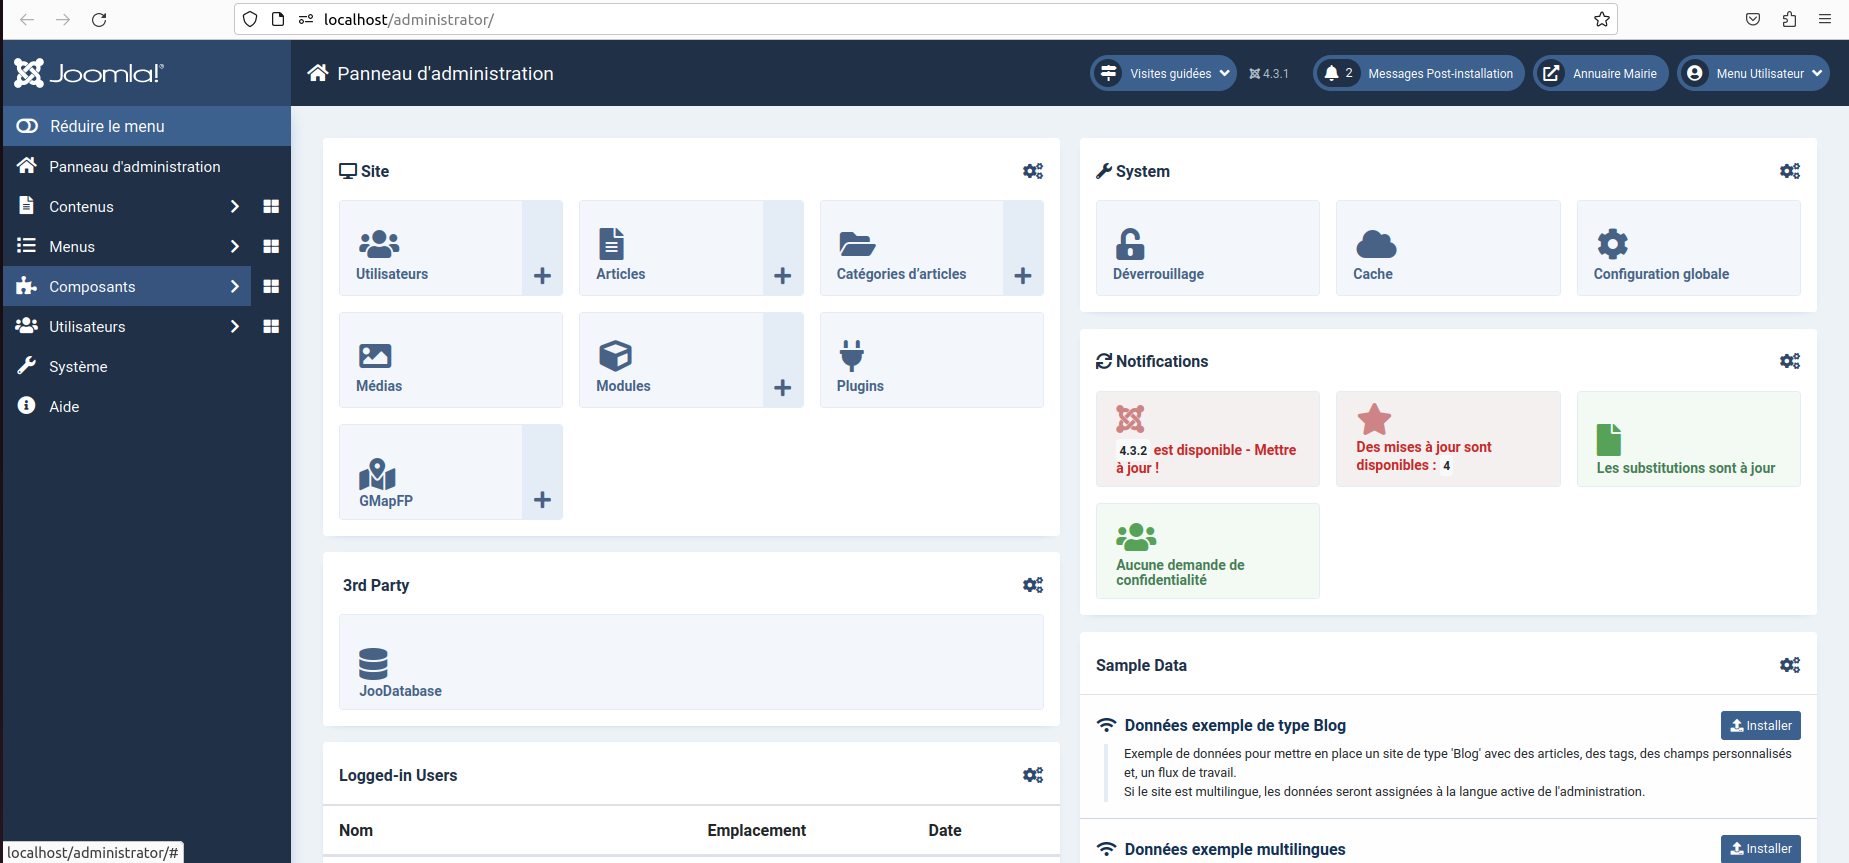 localhost/administrator/
Joomla!
Panneau d'administration
Visites guidées
4.3.1
2 Messages Post-installation
Annuaire Mairie
Menu Utilisateur
Réduire le menu
Panneau d'administration
Contenus
Menus
Composants
Utilisateurs
Système
Aide
Site
Utilisateurs
Articles
Catégories d'articles
Médias
Modules
Plugins
GMapFP
3rd Party
JooDatabase
Logged-in Users
Nom Emplacement Date
System
Déverrouillage
Cache
Configuration globale
Notifications
4.3.2 est disponible - Mettre
à jour !
Des mises à jour sont
disponibles : 4
Les substitutions sont à jour
Aucune demande de
confidentialité
Sample Data
Données exemple de type Blog
Installer
Exemple de données pour mettre en place un site de type 'Blog' avec des articles, des tags, des champs personnalisés
et, un flux de travail.
Si le site est multilingue, les données seront assignées à la langue active de l'administration.
Données exemple multilingues
Installer
localhost/administrator/#